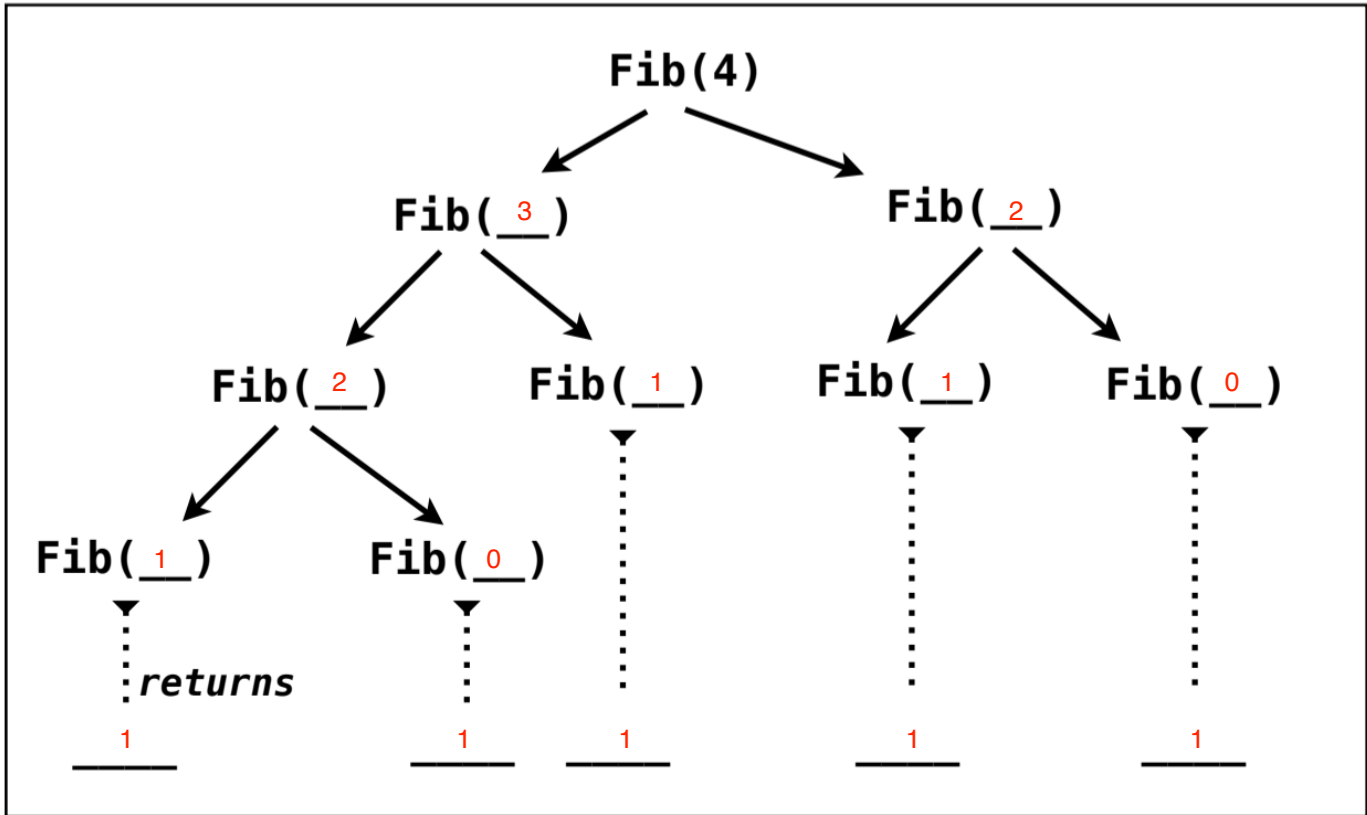 Fib(4)
Fib(3) Fib(2)
Fib(2) Fib(1) Fib(1) Fib(0)
Fib(1) Fib(0)
returns
1 1 1 1 1